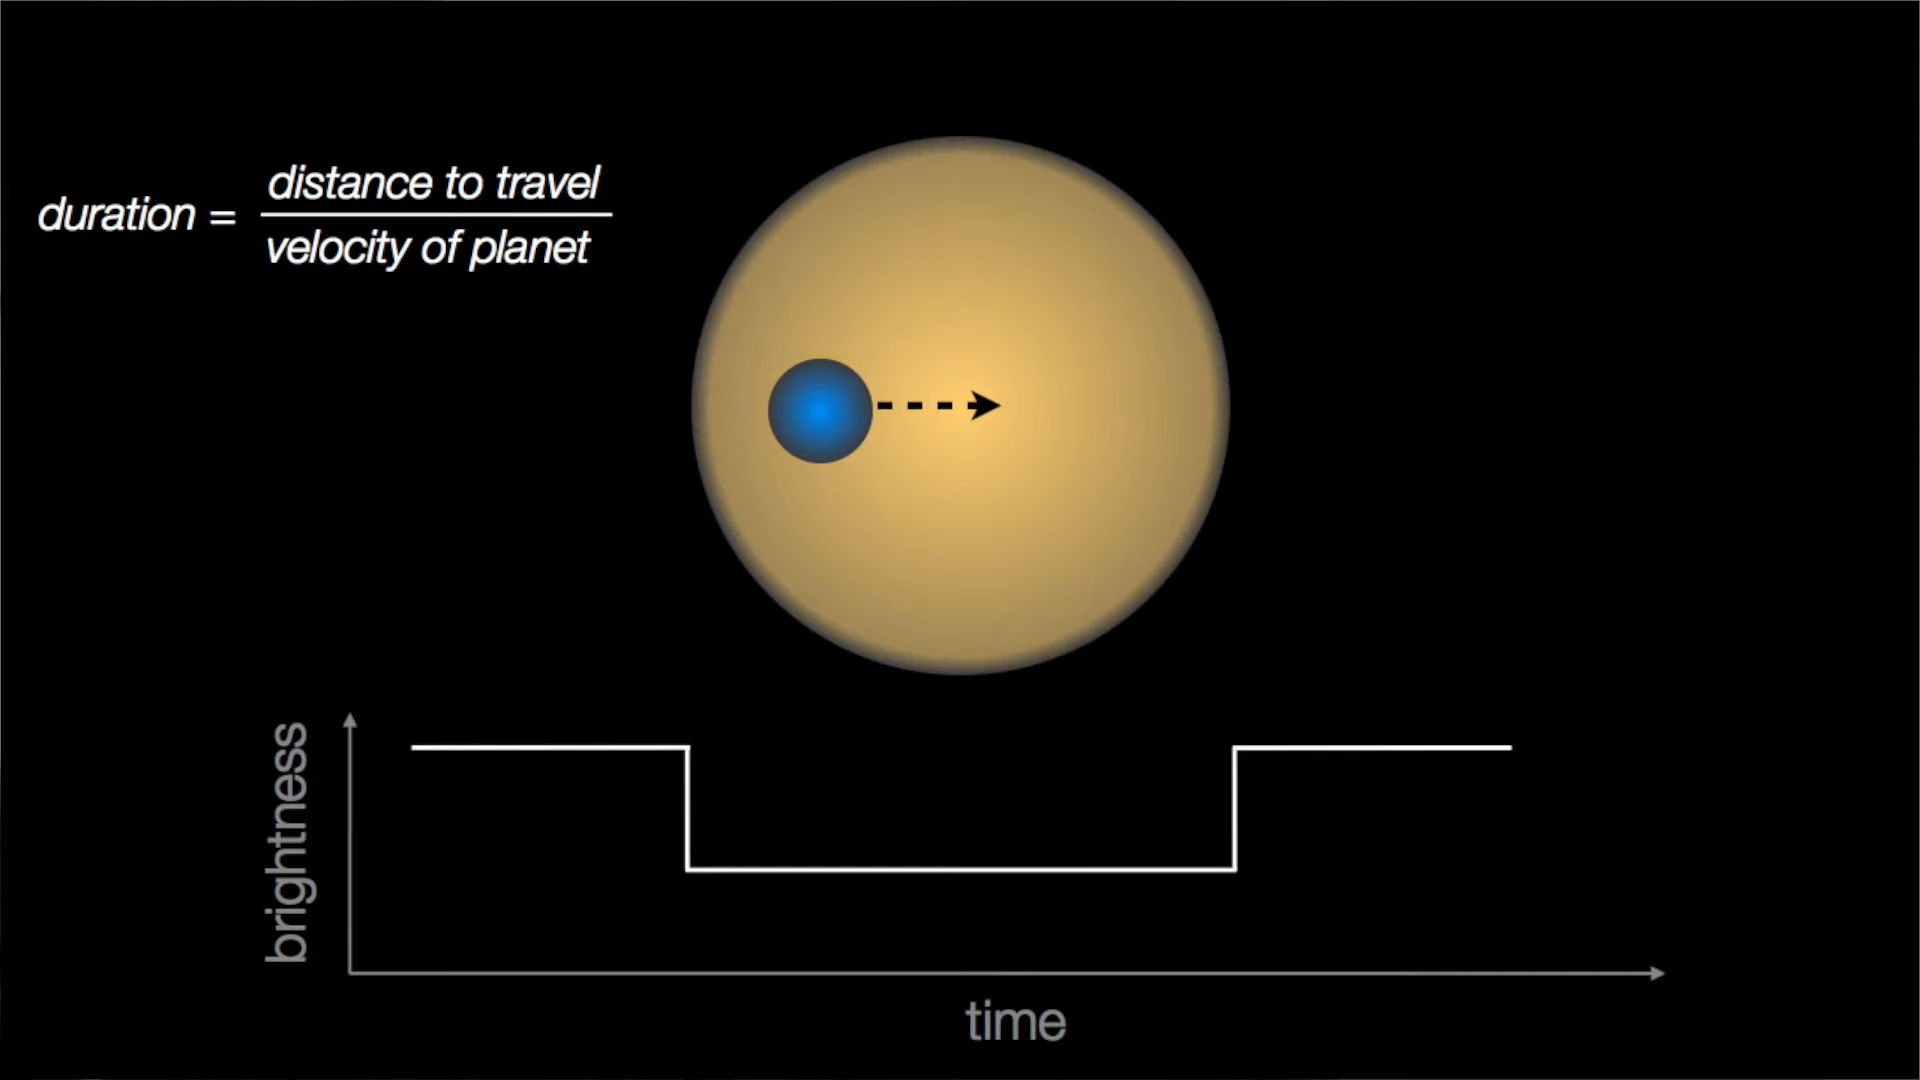 duration = distance to travel
velocity of planet
brightness
time